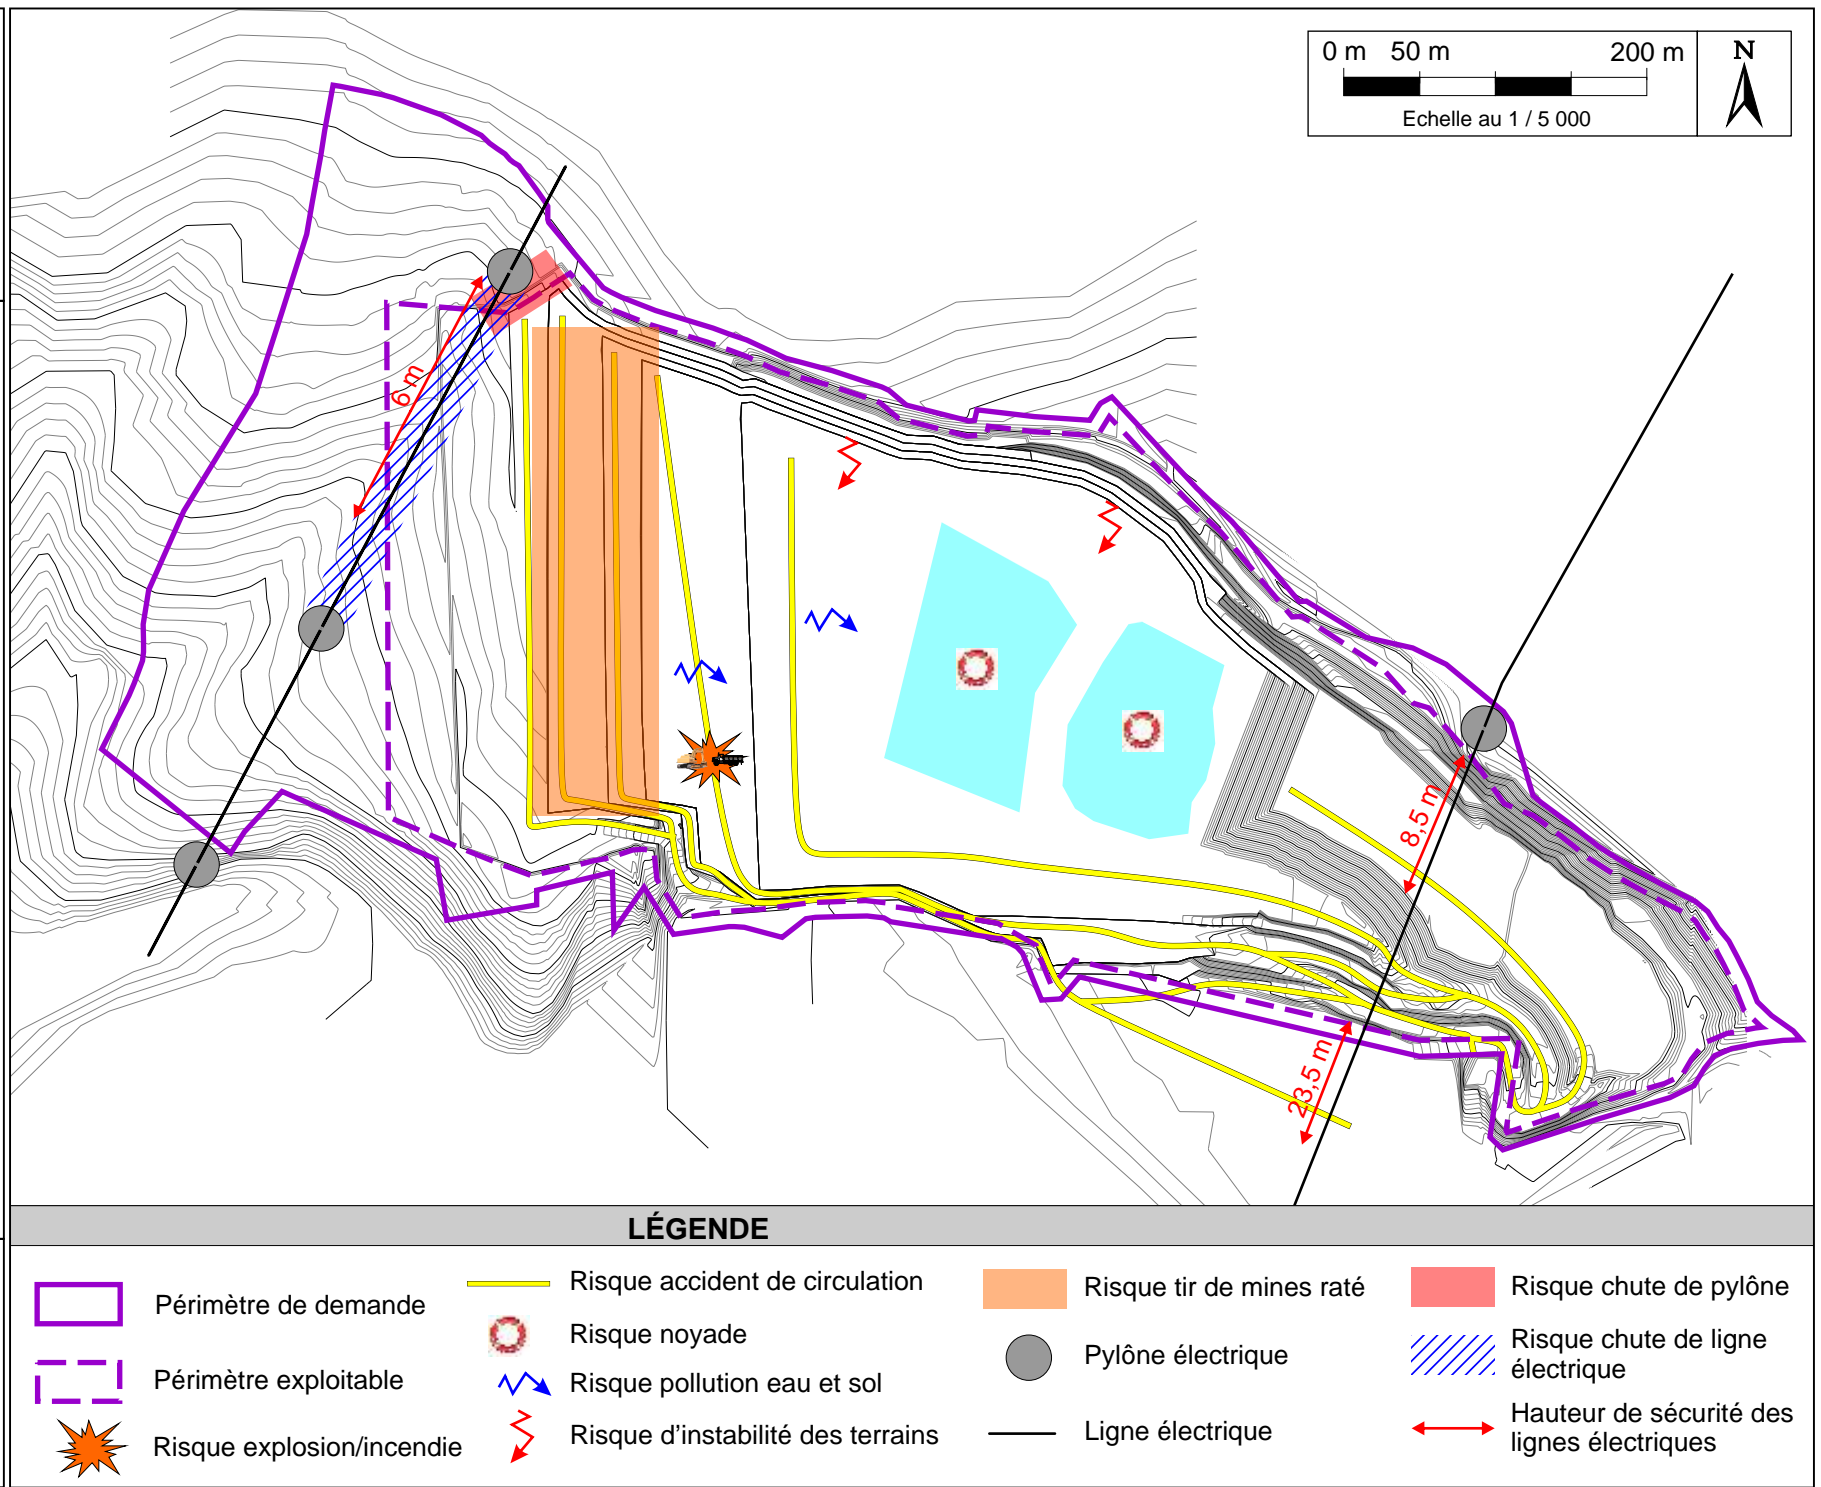 0 m 50 m 200 m
Echelle au 1 / 5 000
N
6 m
8,5 m
23,5 m
LÉGENDE
Périmètre de demande
Périmètre exploitable
Risque explosion/incendie
Risque accident de circulation
Risque noyade
Risque pollution eau et sol
Risque d'instabilité des terrains
Risque tir de mines raté
Pylône électrique
Ligne électrique
Risque chute de pylône
Risque chute de ligne
électrique
Hauteur de sécurité des
lignes électriques